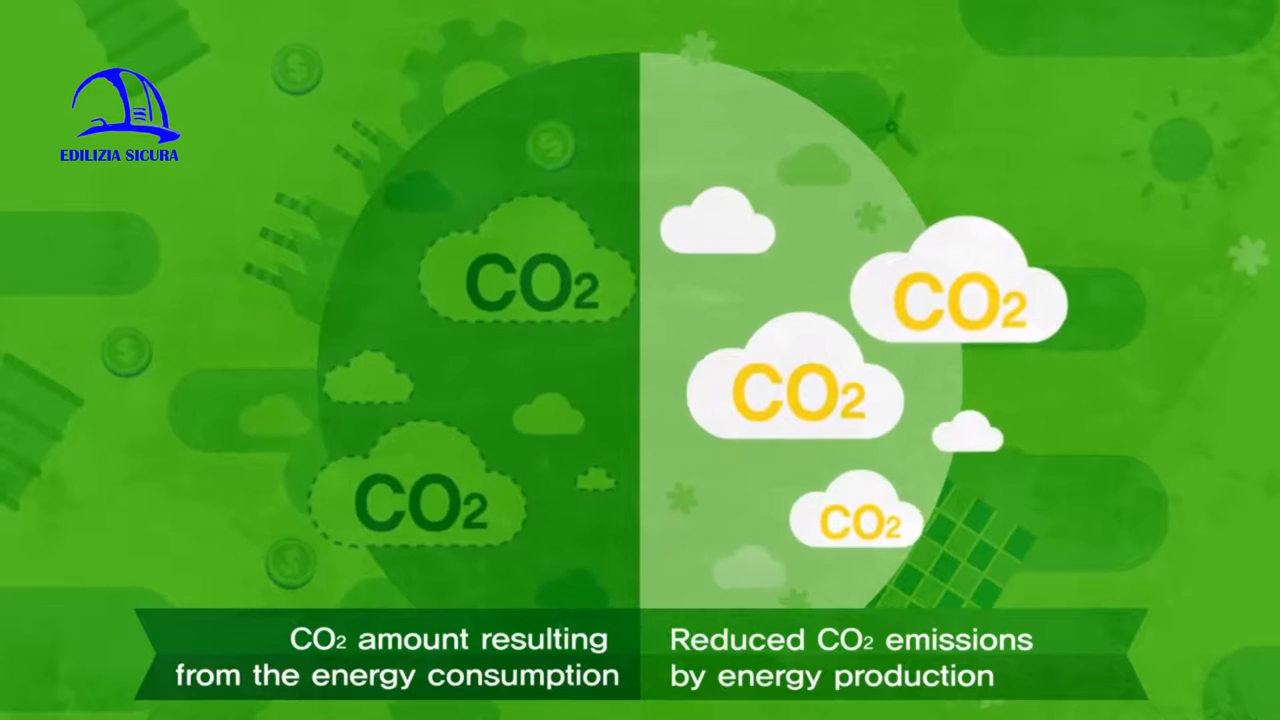 EDILIZIA SICURA
CO2
CO2
CO2
CO2
CO2
CO2 amount resulting
from the energy consumption
Reduced CO2 emissions
by energy production